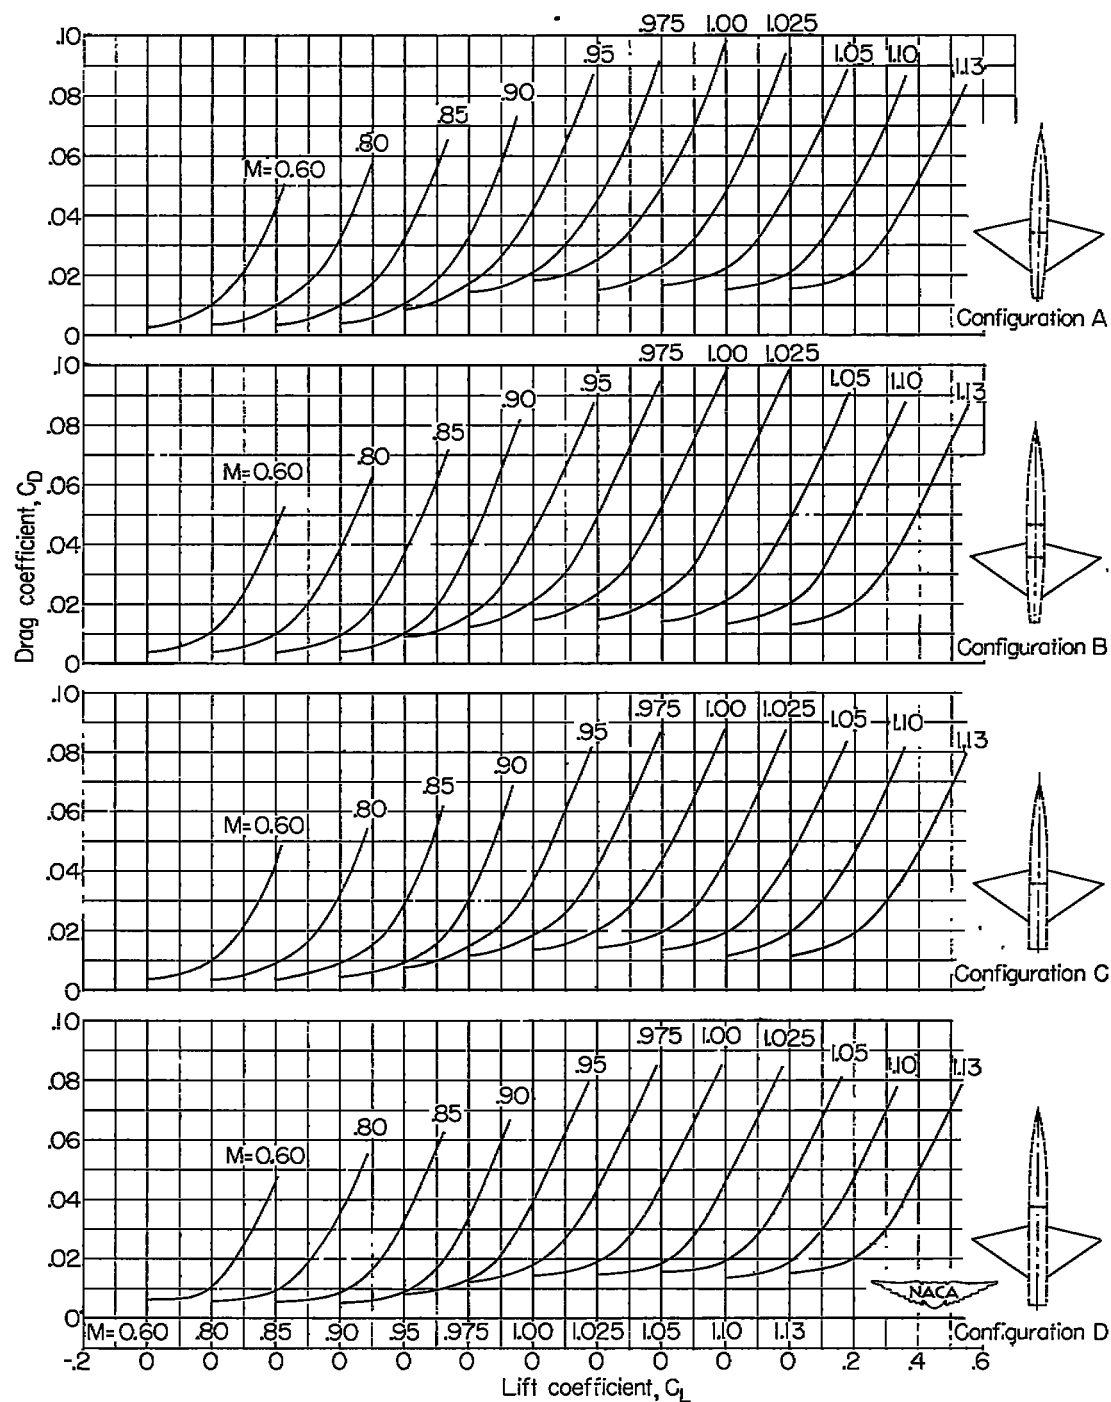 .975 1.00 1.025
.10 .95 1.05 1.10 1.13
.08 .90
.85
.80
.06 M=0.60
.04
.02
0 Configuration A
.975 1.00 1.025
.10 .95 1.05 1.10 1.13
.08 .90
.85
.80
M=0.60
.06
.04
.02
0 Configuration B
Drag coefficient, CD
.10 .975 1.00 1.025 1.05 1.10
.95 1.13
.08 .90
.85
.80
.06 M=0.60
.04
.02
0 Configuration C
.10 .975 1.00 1.025
.95 1.05 1.10 1.13
.08 .90
.85
.80
.06 M=0.60
.04
.02
NACA
0 Configuration D
M=0.60 .80 .85 .90 .95 .975 1.00 1.025 1.05 1.10 1.13
-.2 0 0 0 0 0 0 0 0 0 0 0 .2 .4 .6
Lift coefficient, CL